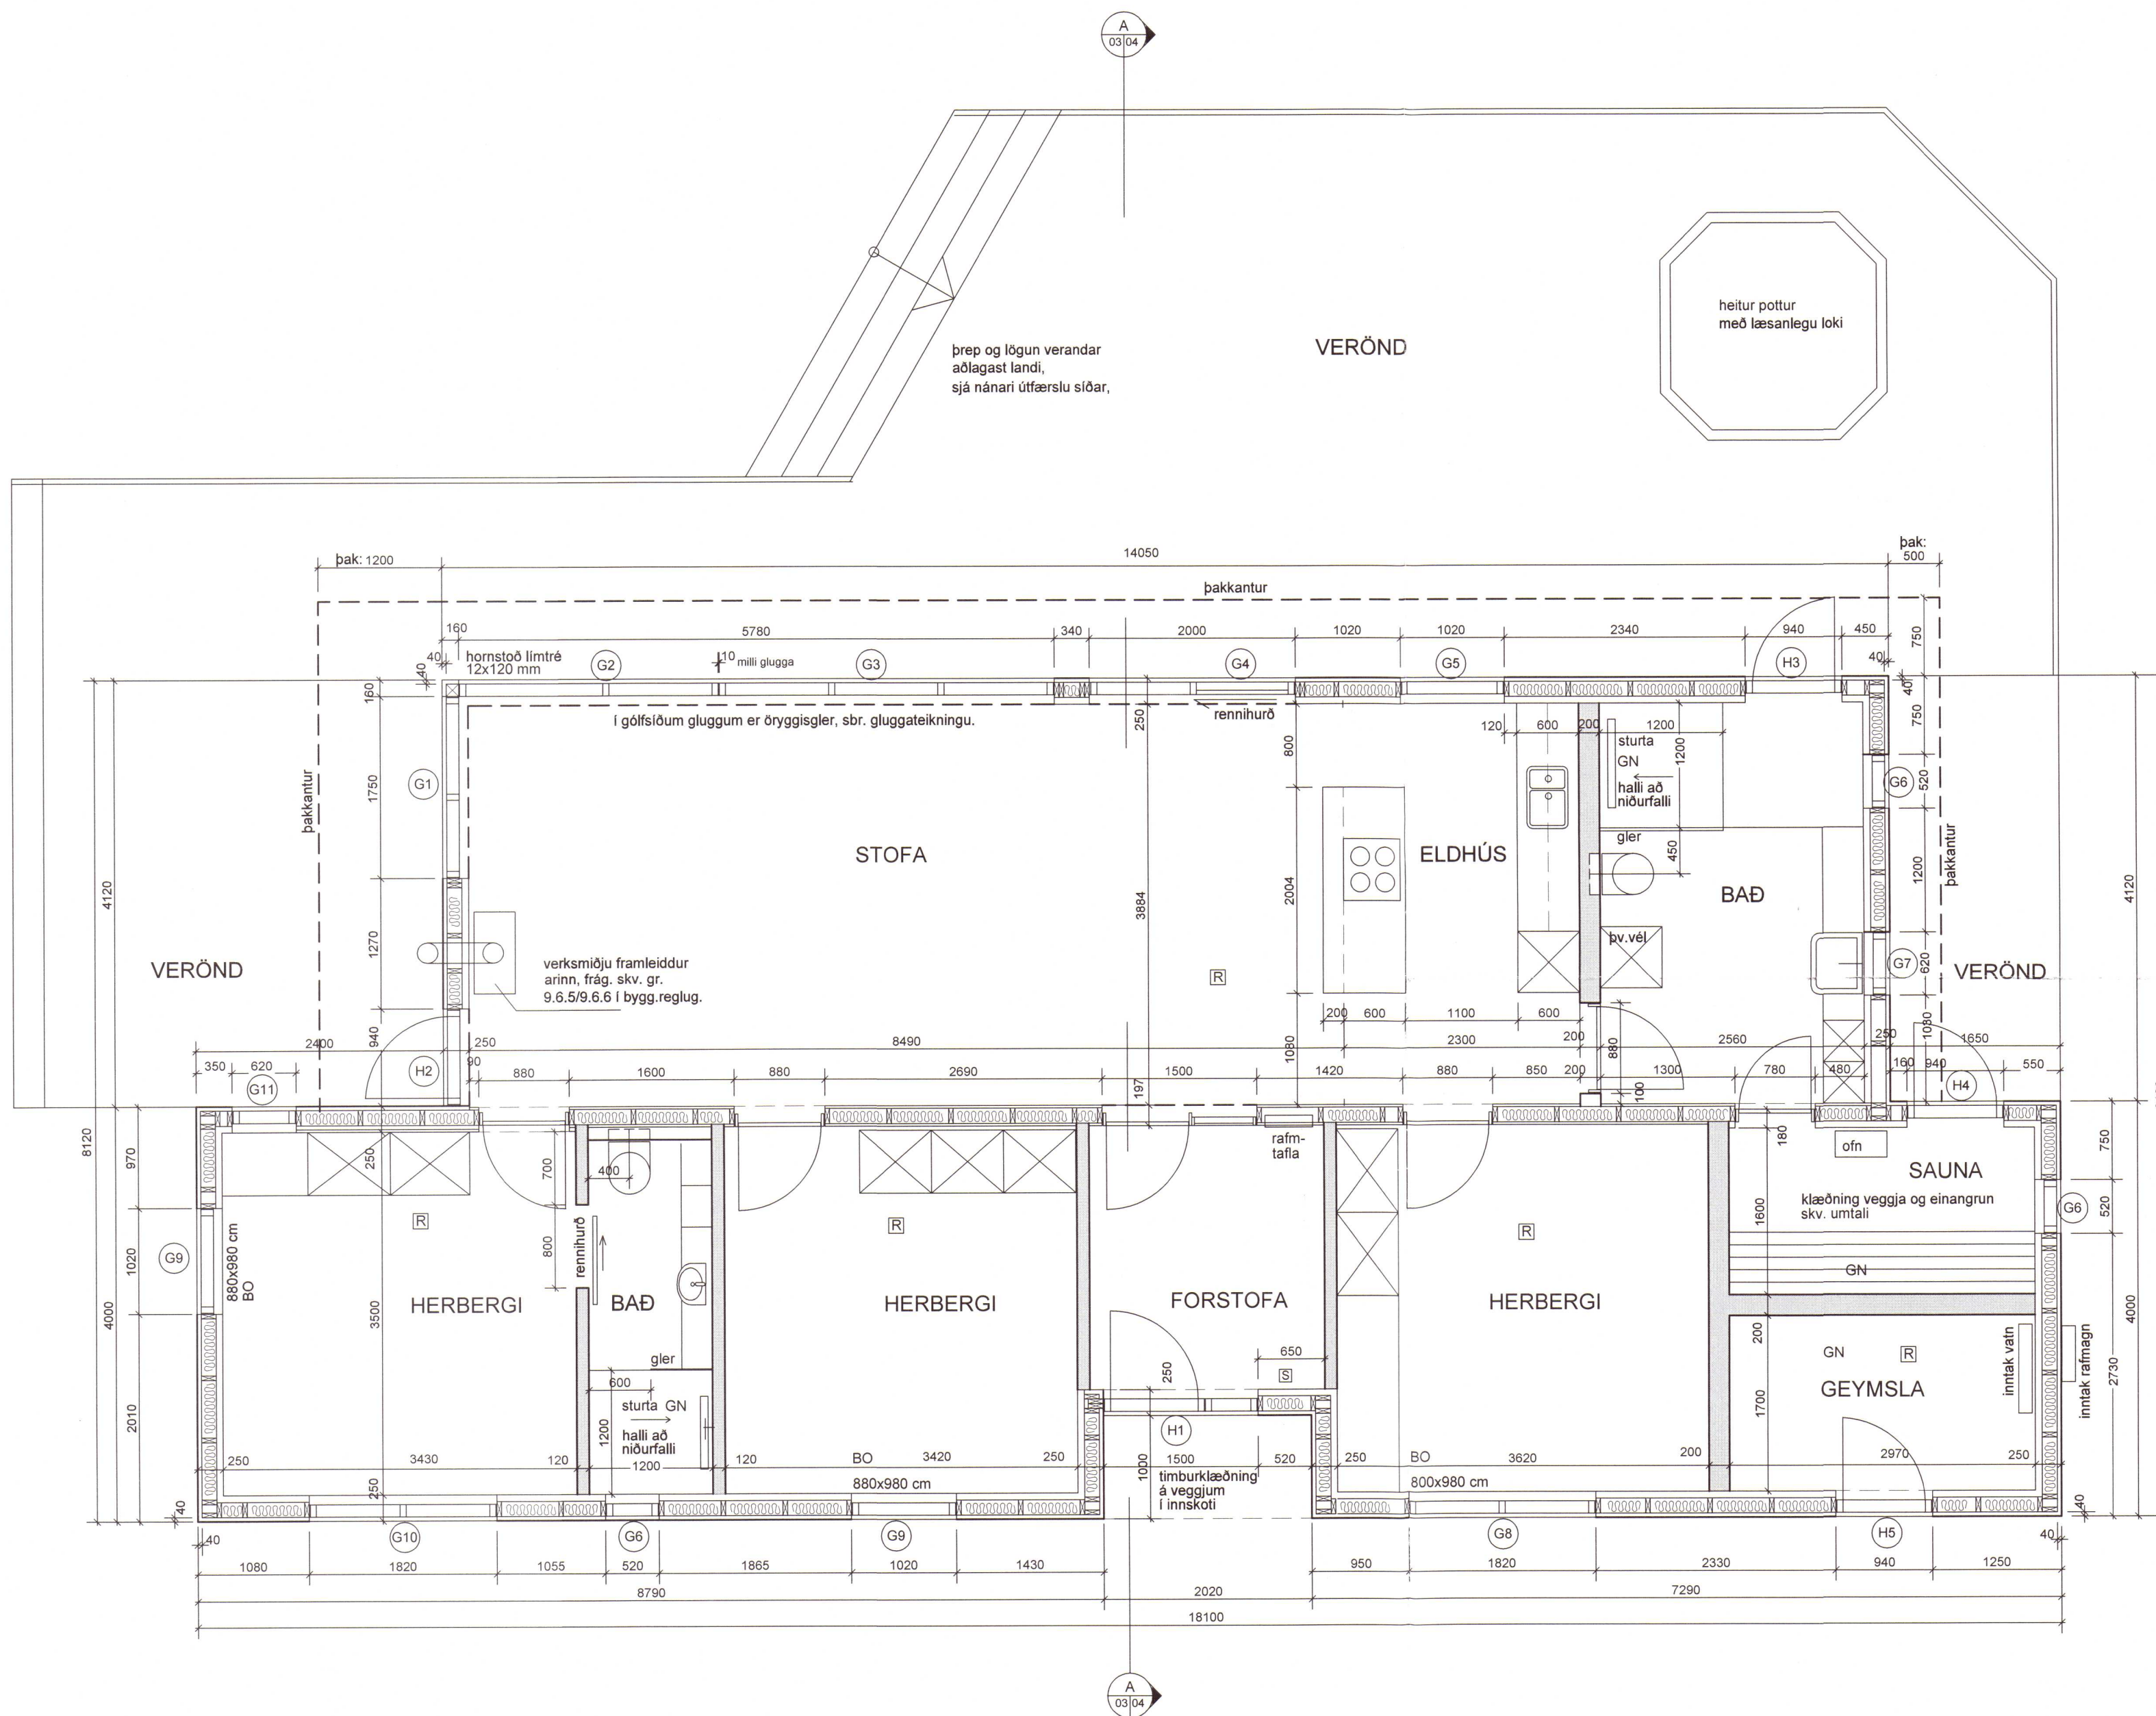 A
03 04
heitur pottur
með læsanlegu loki
VERÖND
þrep og lögun verandar
aðlagast landi,
sjá nánari útfærslu síðar,
þak: 1200
14050
þak:
500
þakkantur
160
5780
340
2000
1020
1020
2340
940
450
750
40
hornstoð límtré
12x120 mm
G2
10 milli glugga
G3
G4
G5
H3
40
40
40
160
í gólfsíðum gluggum er öryggisgler, sbr. gluggateikningu.
250
rennihurð
800
120
600
200
1200
sturta
GN
halli að
niðurfalli
1200
750
G6
520
þakkantur
G1
1750
gler
450
STOFA
ELDHÚS
BAÐ
1200
þakkantur
4120
4120
3884
2004
1270
þv.vél
VERÖND
verksmiðju framleiddur
arinn, frág. skv. gr.
9.6.5/9.6.6 í bygg.reglug.
R
G7
620
VERÖND
200
600
1100
600
940
2400
250
8490
1080
2300
200
880
2560
250
1030
1650
350
620
G11
H2
90
880
1600
880
2690
1500
1420
880
850
200
1300
780
480
160
940
550
H4
197
100
8120
970
250
700
400
rafm-
tafla
180
ofn
SAUNA
klæðning veggja og einangrun
skv. umtali
750
520
G6
R
R
R
1600
G9
1020
880x980 cm
BO
800
rennihurð
GN
4000
3500
HERBERGI
BAÐ
HERBERGI
FORSTOFA
HERBERGI
4000
200
GN
R
inntak vatn
inntak rafmagn
2730
gler
600
650
250
S
GEYMSLA
2010
1200
sturta GN
halli að
niðurfalli
H1
1700
250
3430
120
1200
120
BO
3420
250
880x980 cm
1000
1500
520
timburklæðning
á veggjum
í innskoti
250
BO
3620
200
800x980 cm
2970
250
250
40
40
G10
G6
G9
G8
H5
40
40
1080
1820
1055
520
1865
1020
1430
950
1820
2330
940
1250
8790
2020
7290
18100
A
03 04